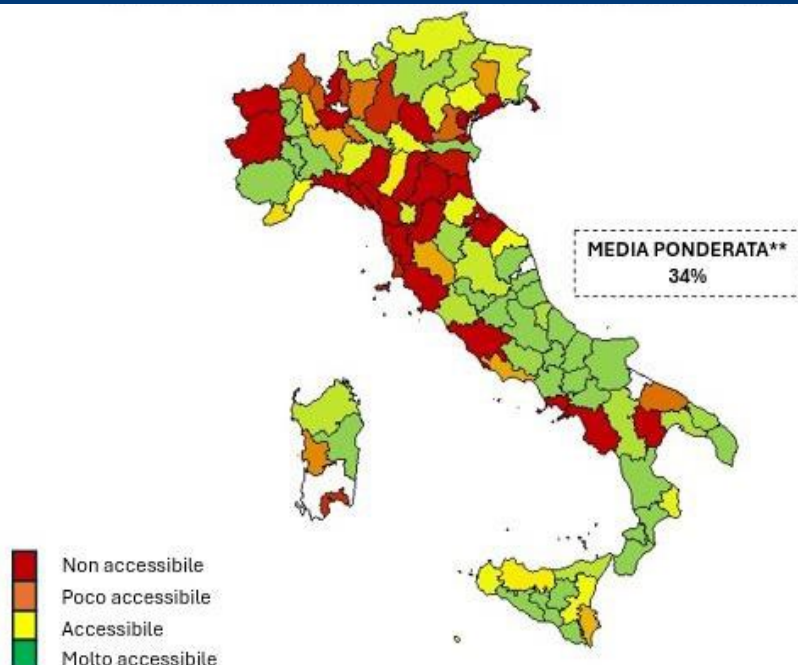 MEDIA PONDERATA**
34%
Non accessibile
Poco accessibile
Accessibile
Molto accessibile